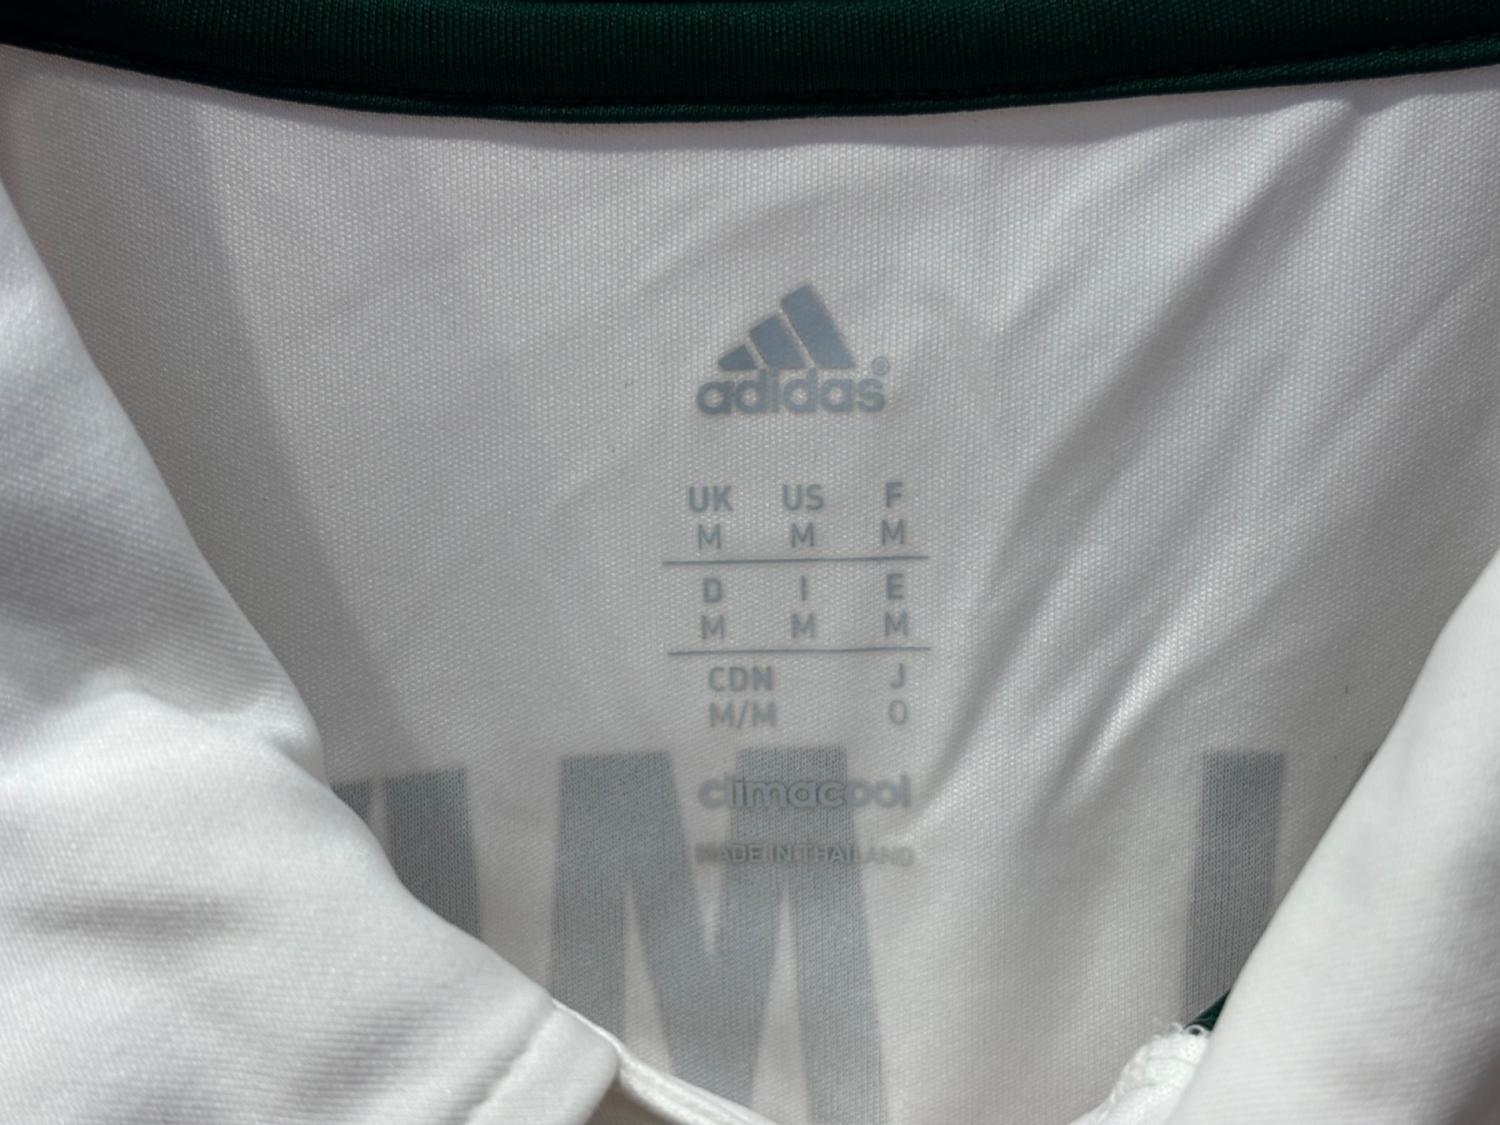 adidas®
UK US F
M M M
D I E
M M M
CDN J
M/M O
climacool
MADE IN THAILAND
M